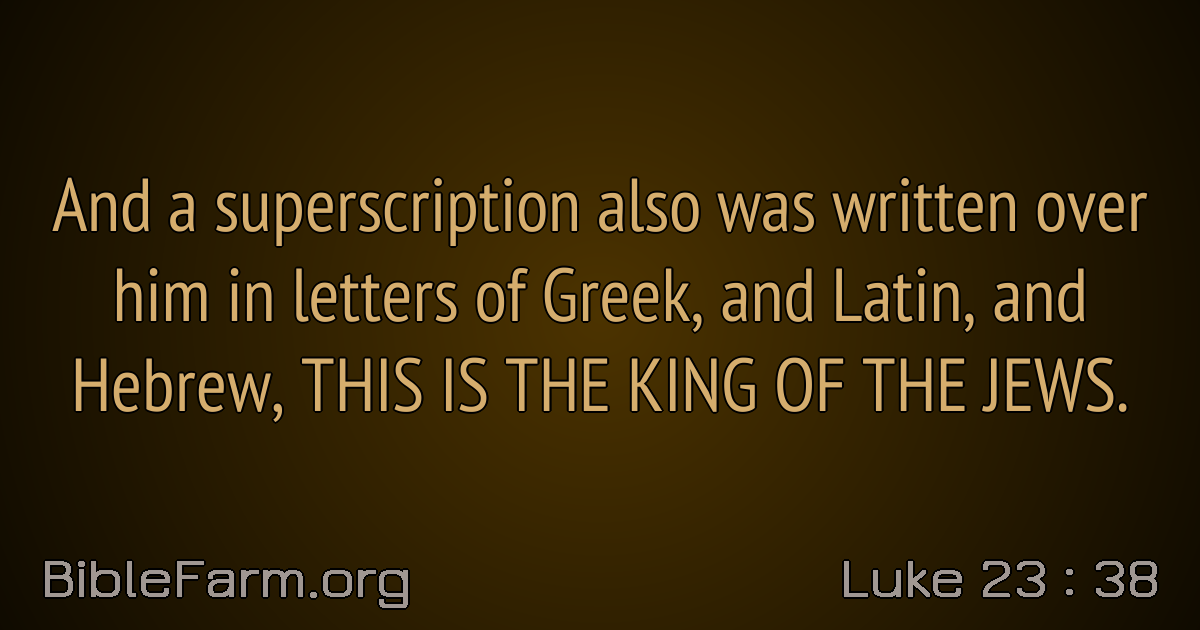 And a superscription also was written over
him in letters of Greek, and Latin, and
Hebrew, THIS IS THE KING OF THE JEWS.
BibleFarm.org
Luke 23 : 38